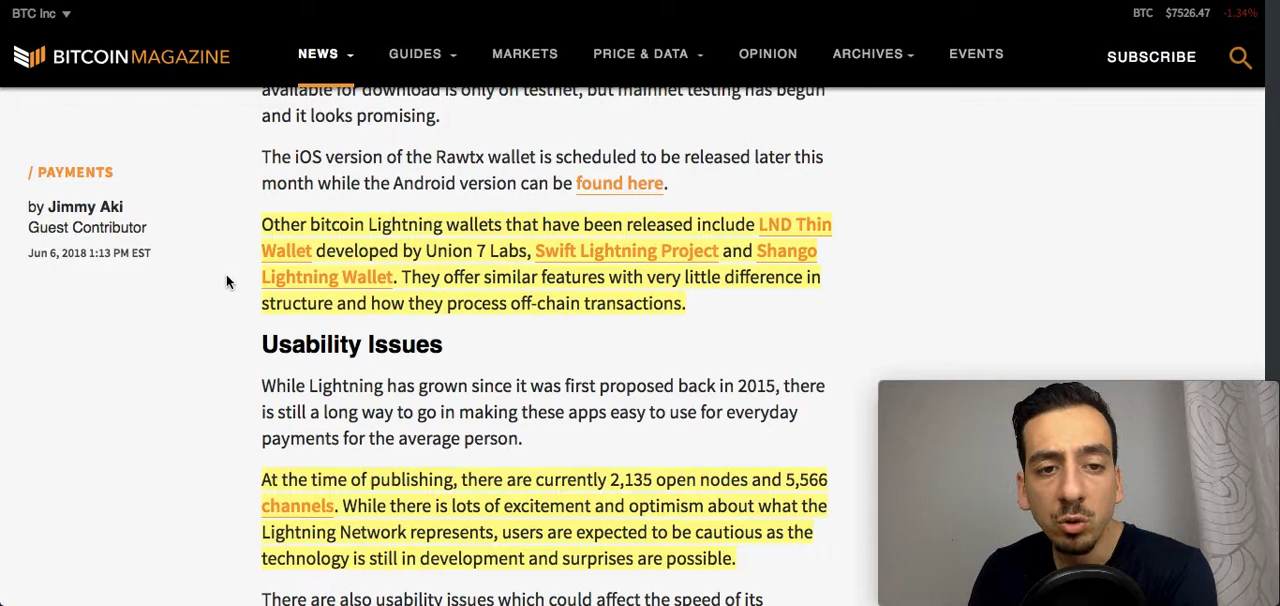 BTC Inc
BTC $7526.47 -1.34%
BITCOINMAGAZINE
NEWS GUIDES MARKETS PRICE & DATA OPINION ARCHIVES EVENTS SUBSCRIBE
available for download is only on testnet, but mainnet testing has begun
and it looks promising.
/ PAYMENTS
by Jimmy Aki
Guest Contributor
Jun 6, 2018 1:13 PM EST
The iOS version of the Rawtx wallet is scheduled to be released later this
month while the Android version can be found here.
Other bitcoin Lightning wallets that have been released include LND Thin
Wallet developed by Union 7 Labs, Swift Lightning Project and Shango
Lightning Wallet. They offer similar features with very little difference in
structure and how they process off-chain transactions.
Usability Issues
While Lightning has grown since it was first proposed back in 2015, there
is still a long way to go in making these apps easy to use for everyday
payments for the average person.
At the time of publishing, there are currently 2,135 open nodes and 5,566
channels. While there is lots of excitement and optimism about what the
Lightning Network represents, users are expected to be cautious as the
technology is still in development and surprises are possible.
There are also usability issues which could affect the speed of its